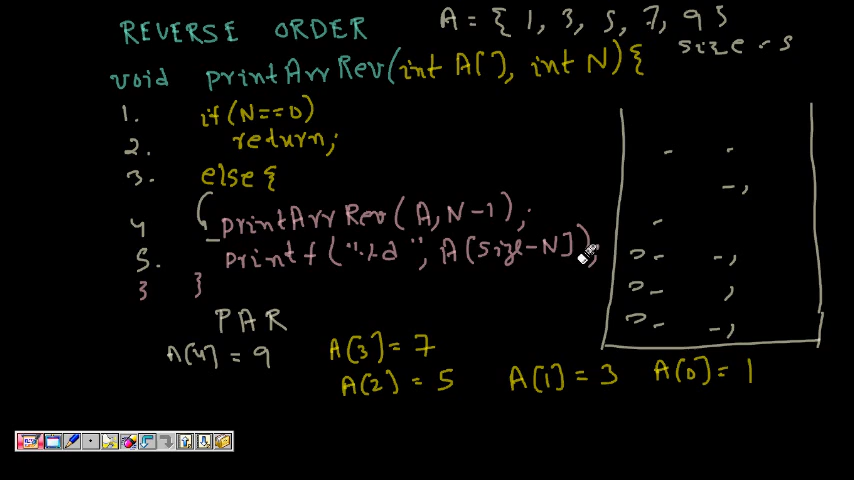 REVERSE ORDER
A = { 1, 3, 5, 7, 9 }
size = 5
void printArrRev(int A[], int N) {
1. if (N==0)
2. return;
3. else {
4 printArrRev(A, N-1);
5. printf("%d", A[size-N]);
} }
PAR
A[4] = 9
A[3] = 7
A[2] = 5
A[1] = 3
A[0] = 1